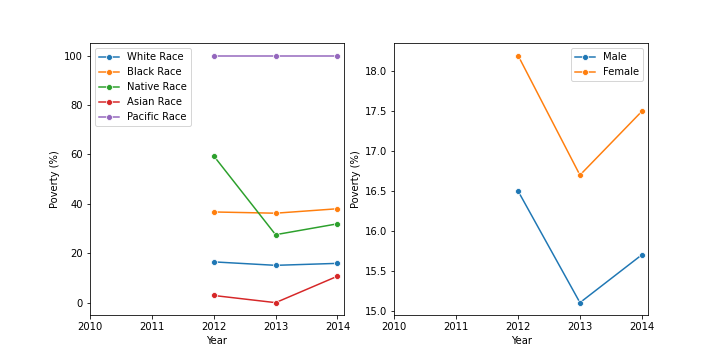 100
80
60
40
20
0
Poverty (%)
White Race
Black Race
Native Race
Asian Race
Pacific Race
2010 2011 2012 2013 2014
Year
18.0
17.5
17.0
16.5
16.0
15.5
15.0
Poverty (%)
Male
Female
2010 2011 2012 2013 2014
Year